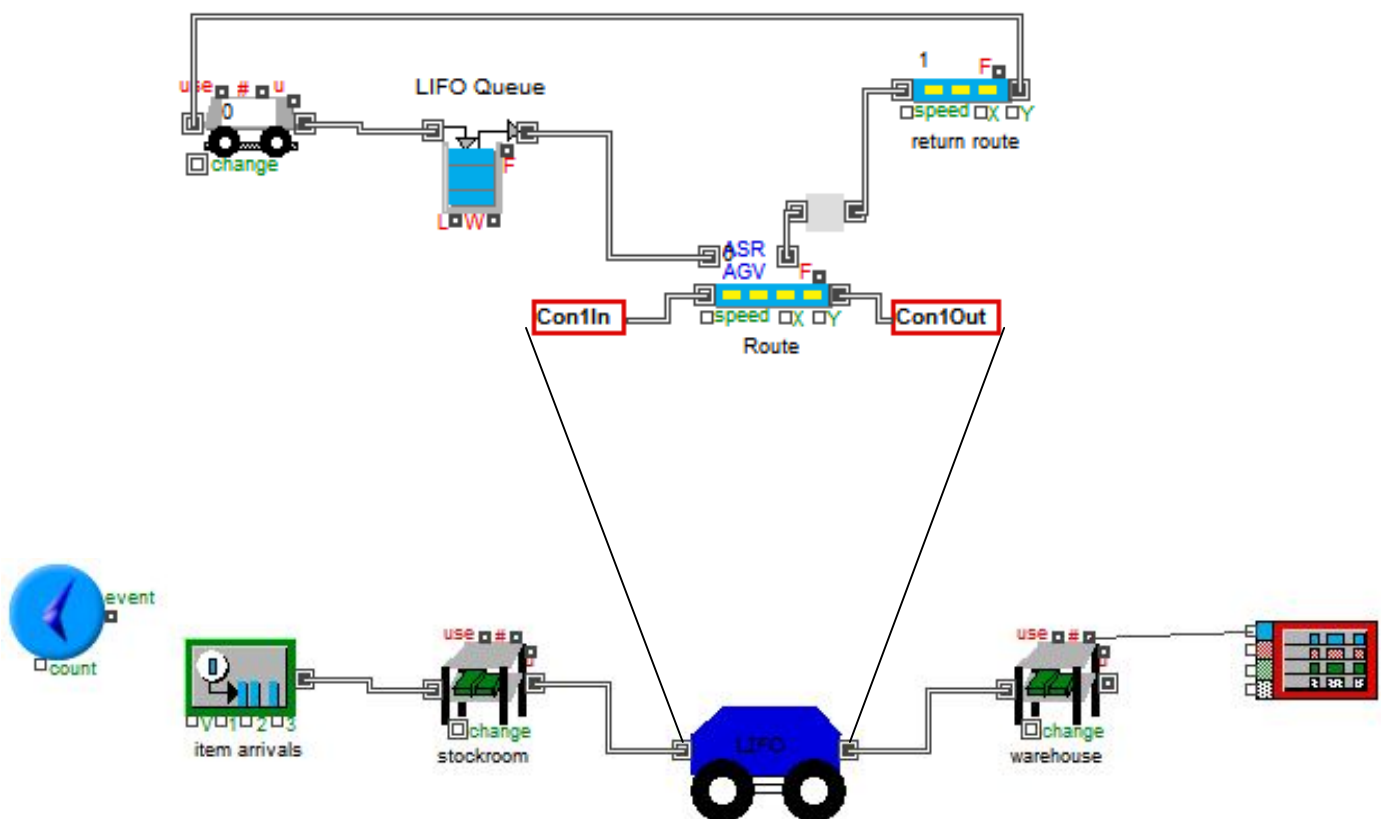 1
F
use # u
LIFO Queue
0
speed X Y
return route
change
F
L W
ASR
AGV
F
Con1In
speed X Y
Con1Out
Route
event
count
use #
use #
V 1 2 3
change
change
item arrivals
stockroom
LIFO
warehouse